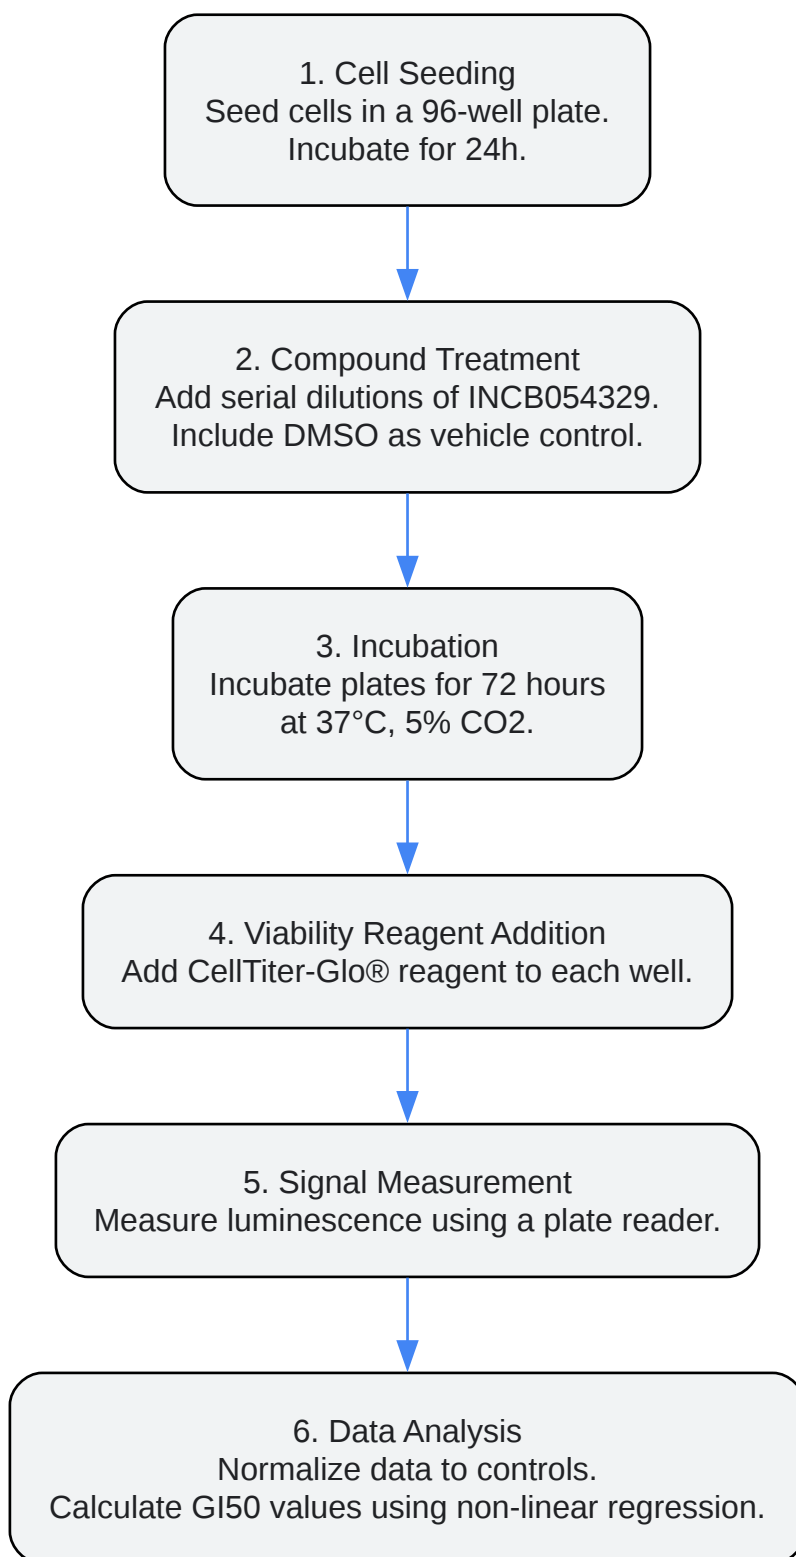 1. Cell Seeding
Seed cells in a 96-well plate.
Incubate for 24h.
2. Compound Treatment
Add serial dilutions of INCB054329.
Include DMSO as vehicle control.
3. Incubation
Incubate plates for 72 hours
at 37°C, 5% CO2.
4. Viability Reagent Addition
Add CellTiter-Glo® reagent to each well.
5. Signal Measurement
Measure luminescence using a plate reader.
6. Data Analysis
Normalize data to controls.
Calculate GI50 values using non-linear regression.